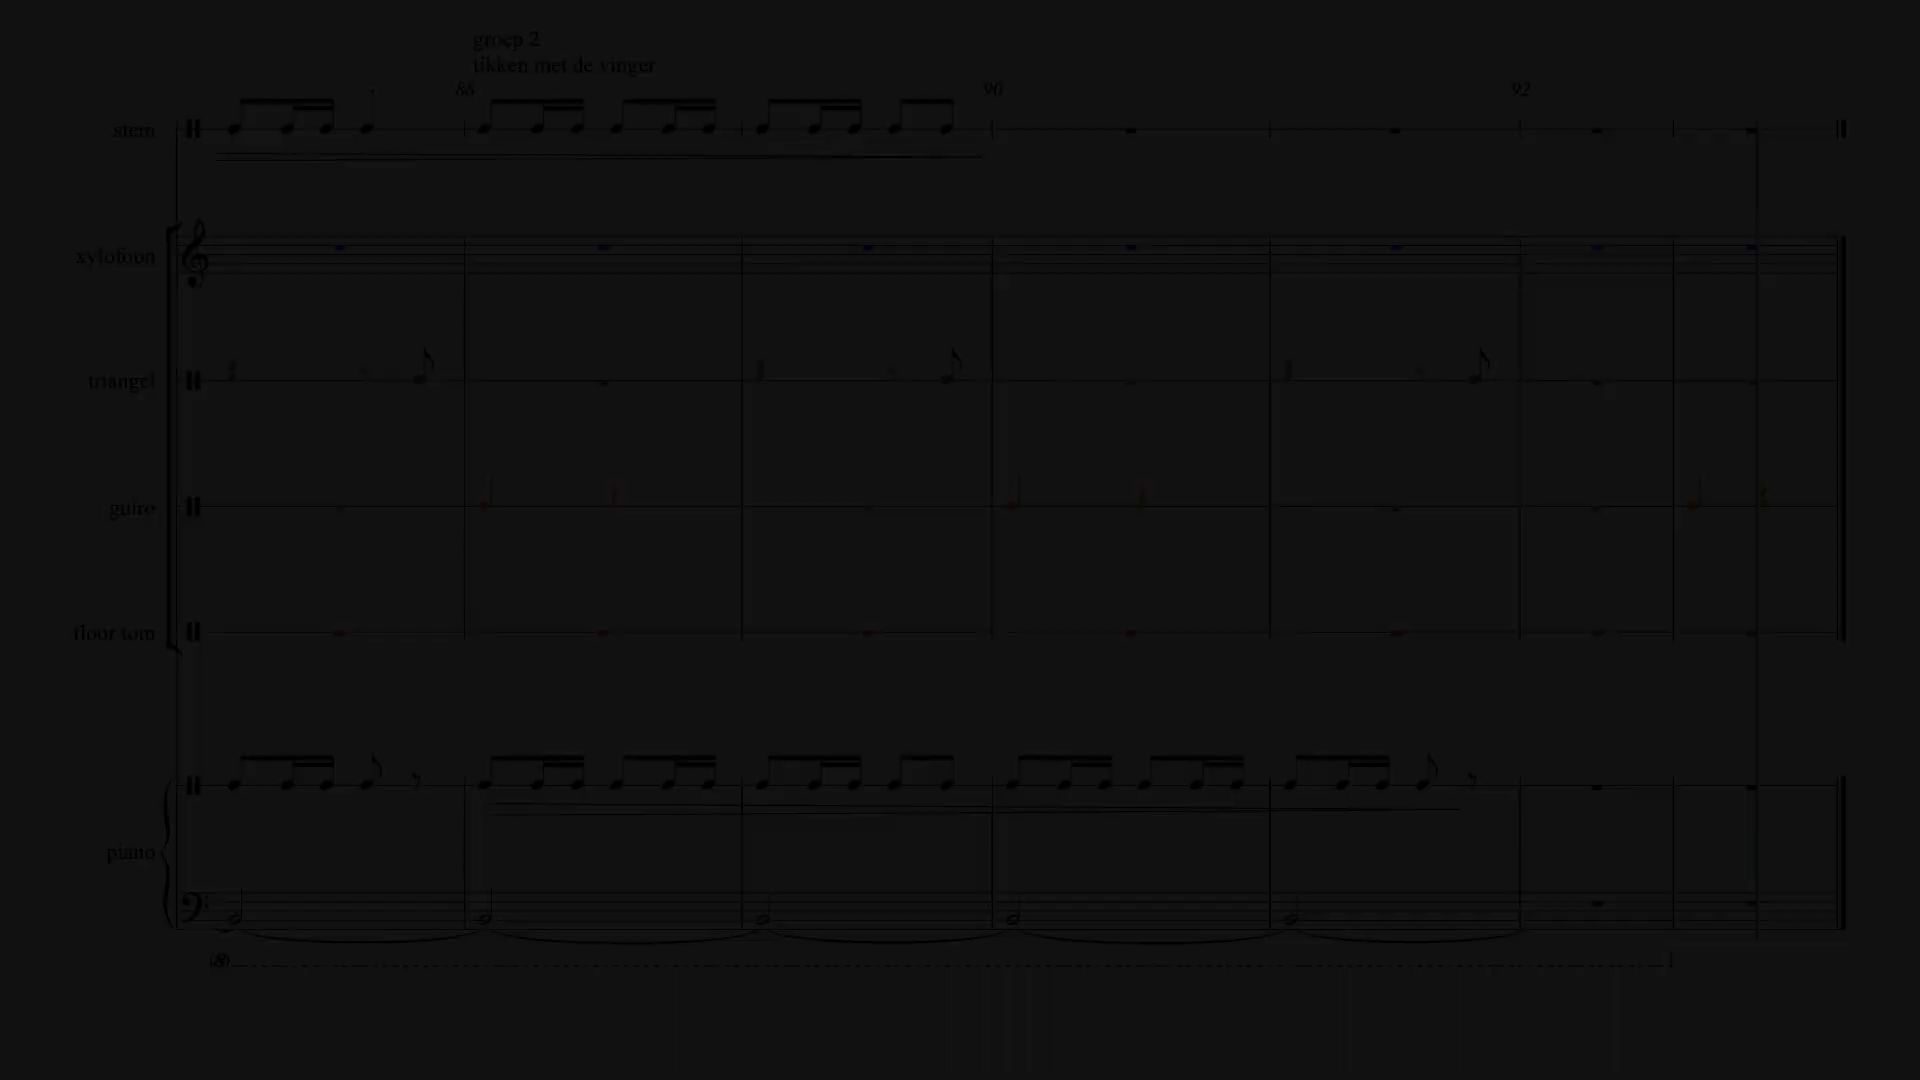 groep 2
tikken met de vinger
88
90
92
stem
xylofoon
triangel
guiro
floor tom
piano